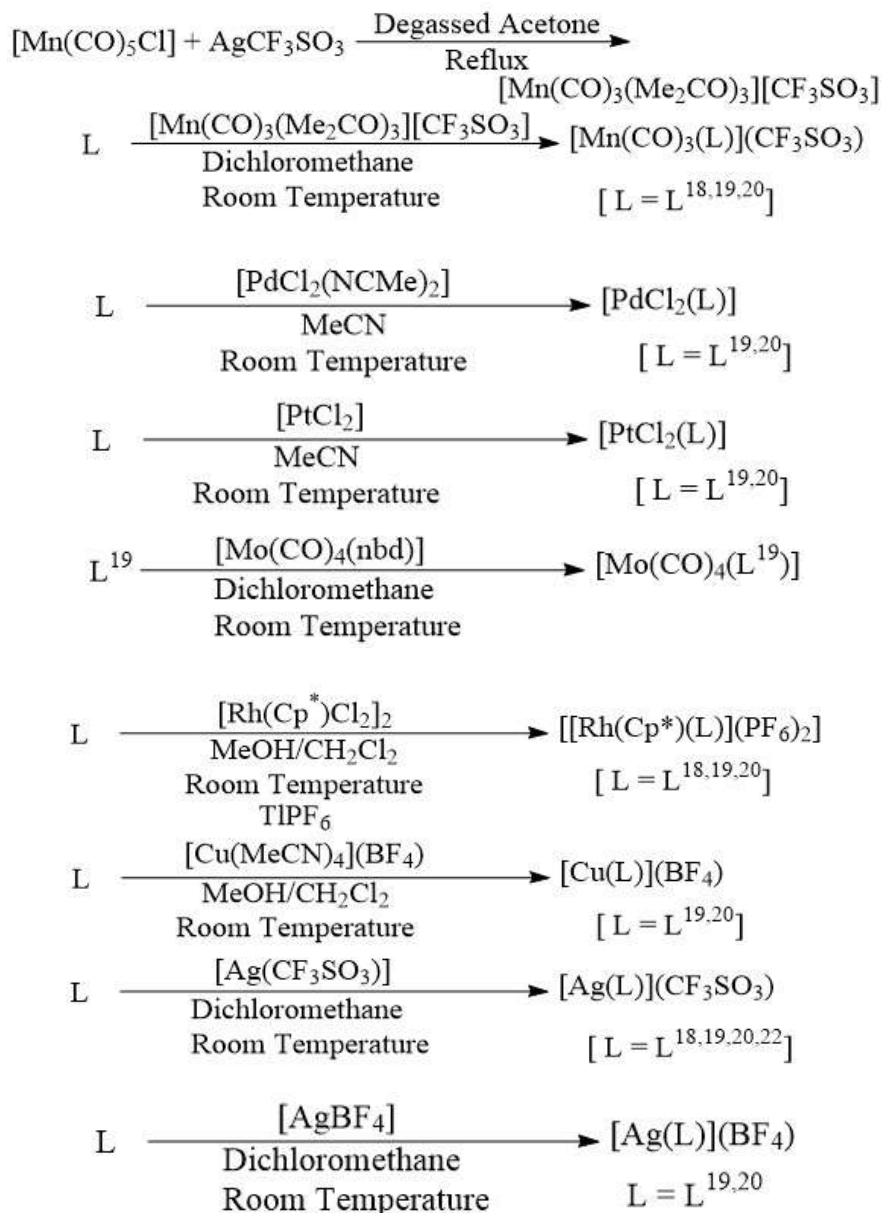 [Mn(CO)₅Cl] + AgCF₃SO₃ Degassed Acetone
Reflux
[Mn(CO)₃(Me₂CO)₃][CF₃SO₃]
L [Mn(CO)₃(Me₂CO)₃][CF₃SO₃] [Mn(CO)₃(L)](CF₃SO₃)
Dichloromethane
Room Temperature [ L = L¹⁸,¹⁹,²⁰]
L [PdCl₂(NCMe)₂] [PdCl₂(L)]
MeCN
Room Temperature [ L = L¹⁹,²⁰]
L [PtCl₂] [PtCl₂(L)]
MeCN
Room Temperature [ L = L¹⁹,²⁰]
L¹⁹ [Mo(CO)₄(nbd)] [Mo(CO)₄(L¹⁹)]
Dichloromethane
Room Temperature
L [Rh(Cp*)Cl₂]₂ [[Rh(Cp*)(L)](PF₆)₂]
MeOH/CH₂Cl₂
Room Temperature [ L = L¹⁸,¹⁹,²⁰]
TlPF₆
L [Cu(MeCN)₄](BF₄) [Cu(L)](BF₄)
MeOH/CH₂Cl₂
Room Temperature [ L = L¹⁹,²⁰]
L [Ag(CF₃SO₃)] [Ag(L)](CF₃SO₃)
Dichloromethane
Room Temperature [ L = L¹⁸,¹⁹,²⁰,²²]
L [AgBF₄] [Ag(L)](BF₄)
Dichloromethane
Room Temperature L = L¹⁹,²⁰